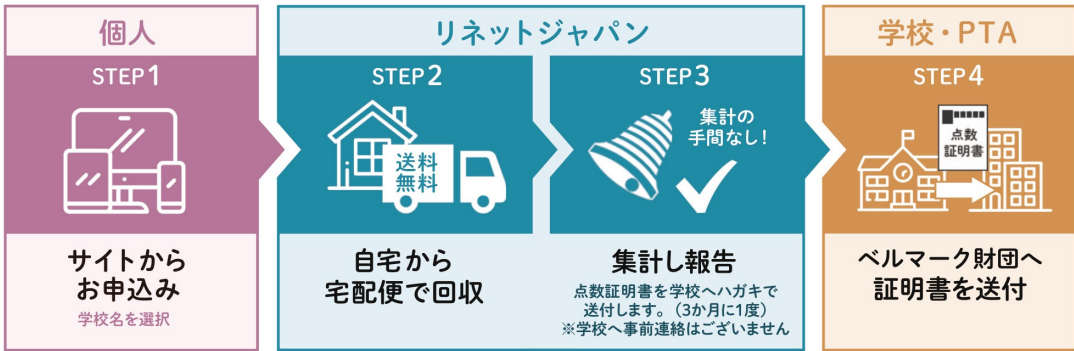 個人
STEP1
サイトから
お申込み
学校名を選択
リネットジャパン
STEP2
送料
無料
自宅から
宅配便で回収
STEP3
集計の
手間なし!
集計し報告
点数証明書を学校へハガキで
送付します。(3か月に1度)
※学校へ事前連絡はございません
学校・PTA
STEP4
点数
証明書
ベルマーク財団へ
証明書を送付